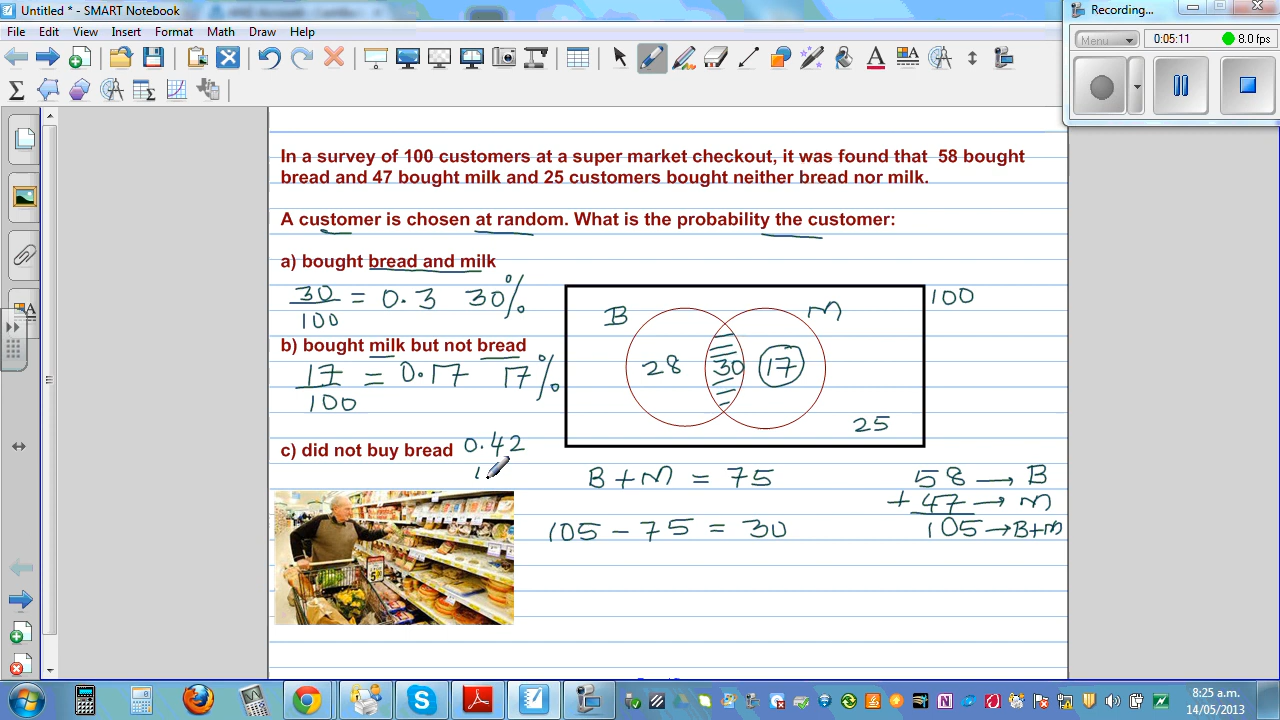 Untitled * - SMART Notebook
File Edit View Insert Format Math Draw Help
Recording...
Menu
0:05:11
8.0 fps
In a survey of 100 customers at a super market checkout, it was found that 58 bought
bread and 47 bought milk and 25 customers bought neither bread nor milk.
A customer is chosen at random. What is the probability the customer:
a) bought bread and milk
30/100 = 0.3 30%
b) bought milk but not bread
17/100 = 0.17 17%
c) did not buy bread 0.42
100
B M
28 30 17
25
B + M = 75
105 - 75 = 30
58 → B
+ 47 → M
105 → B+M
8:25 a.m.
14/05/2013